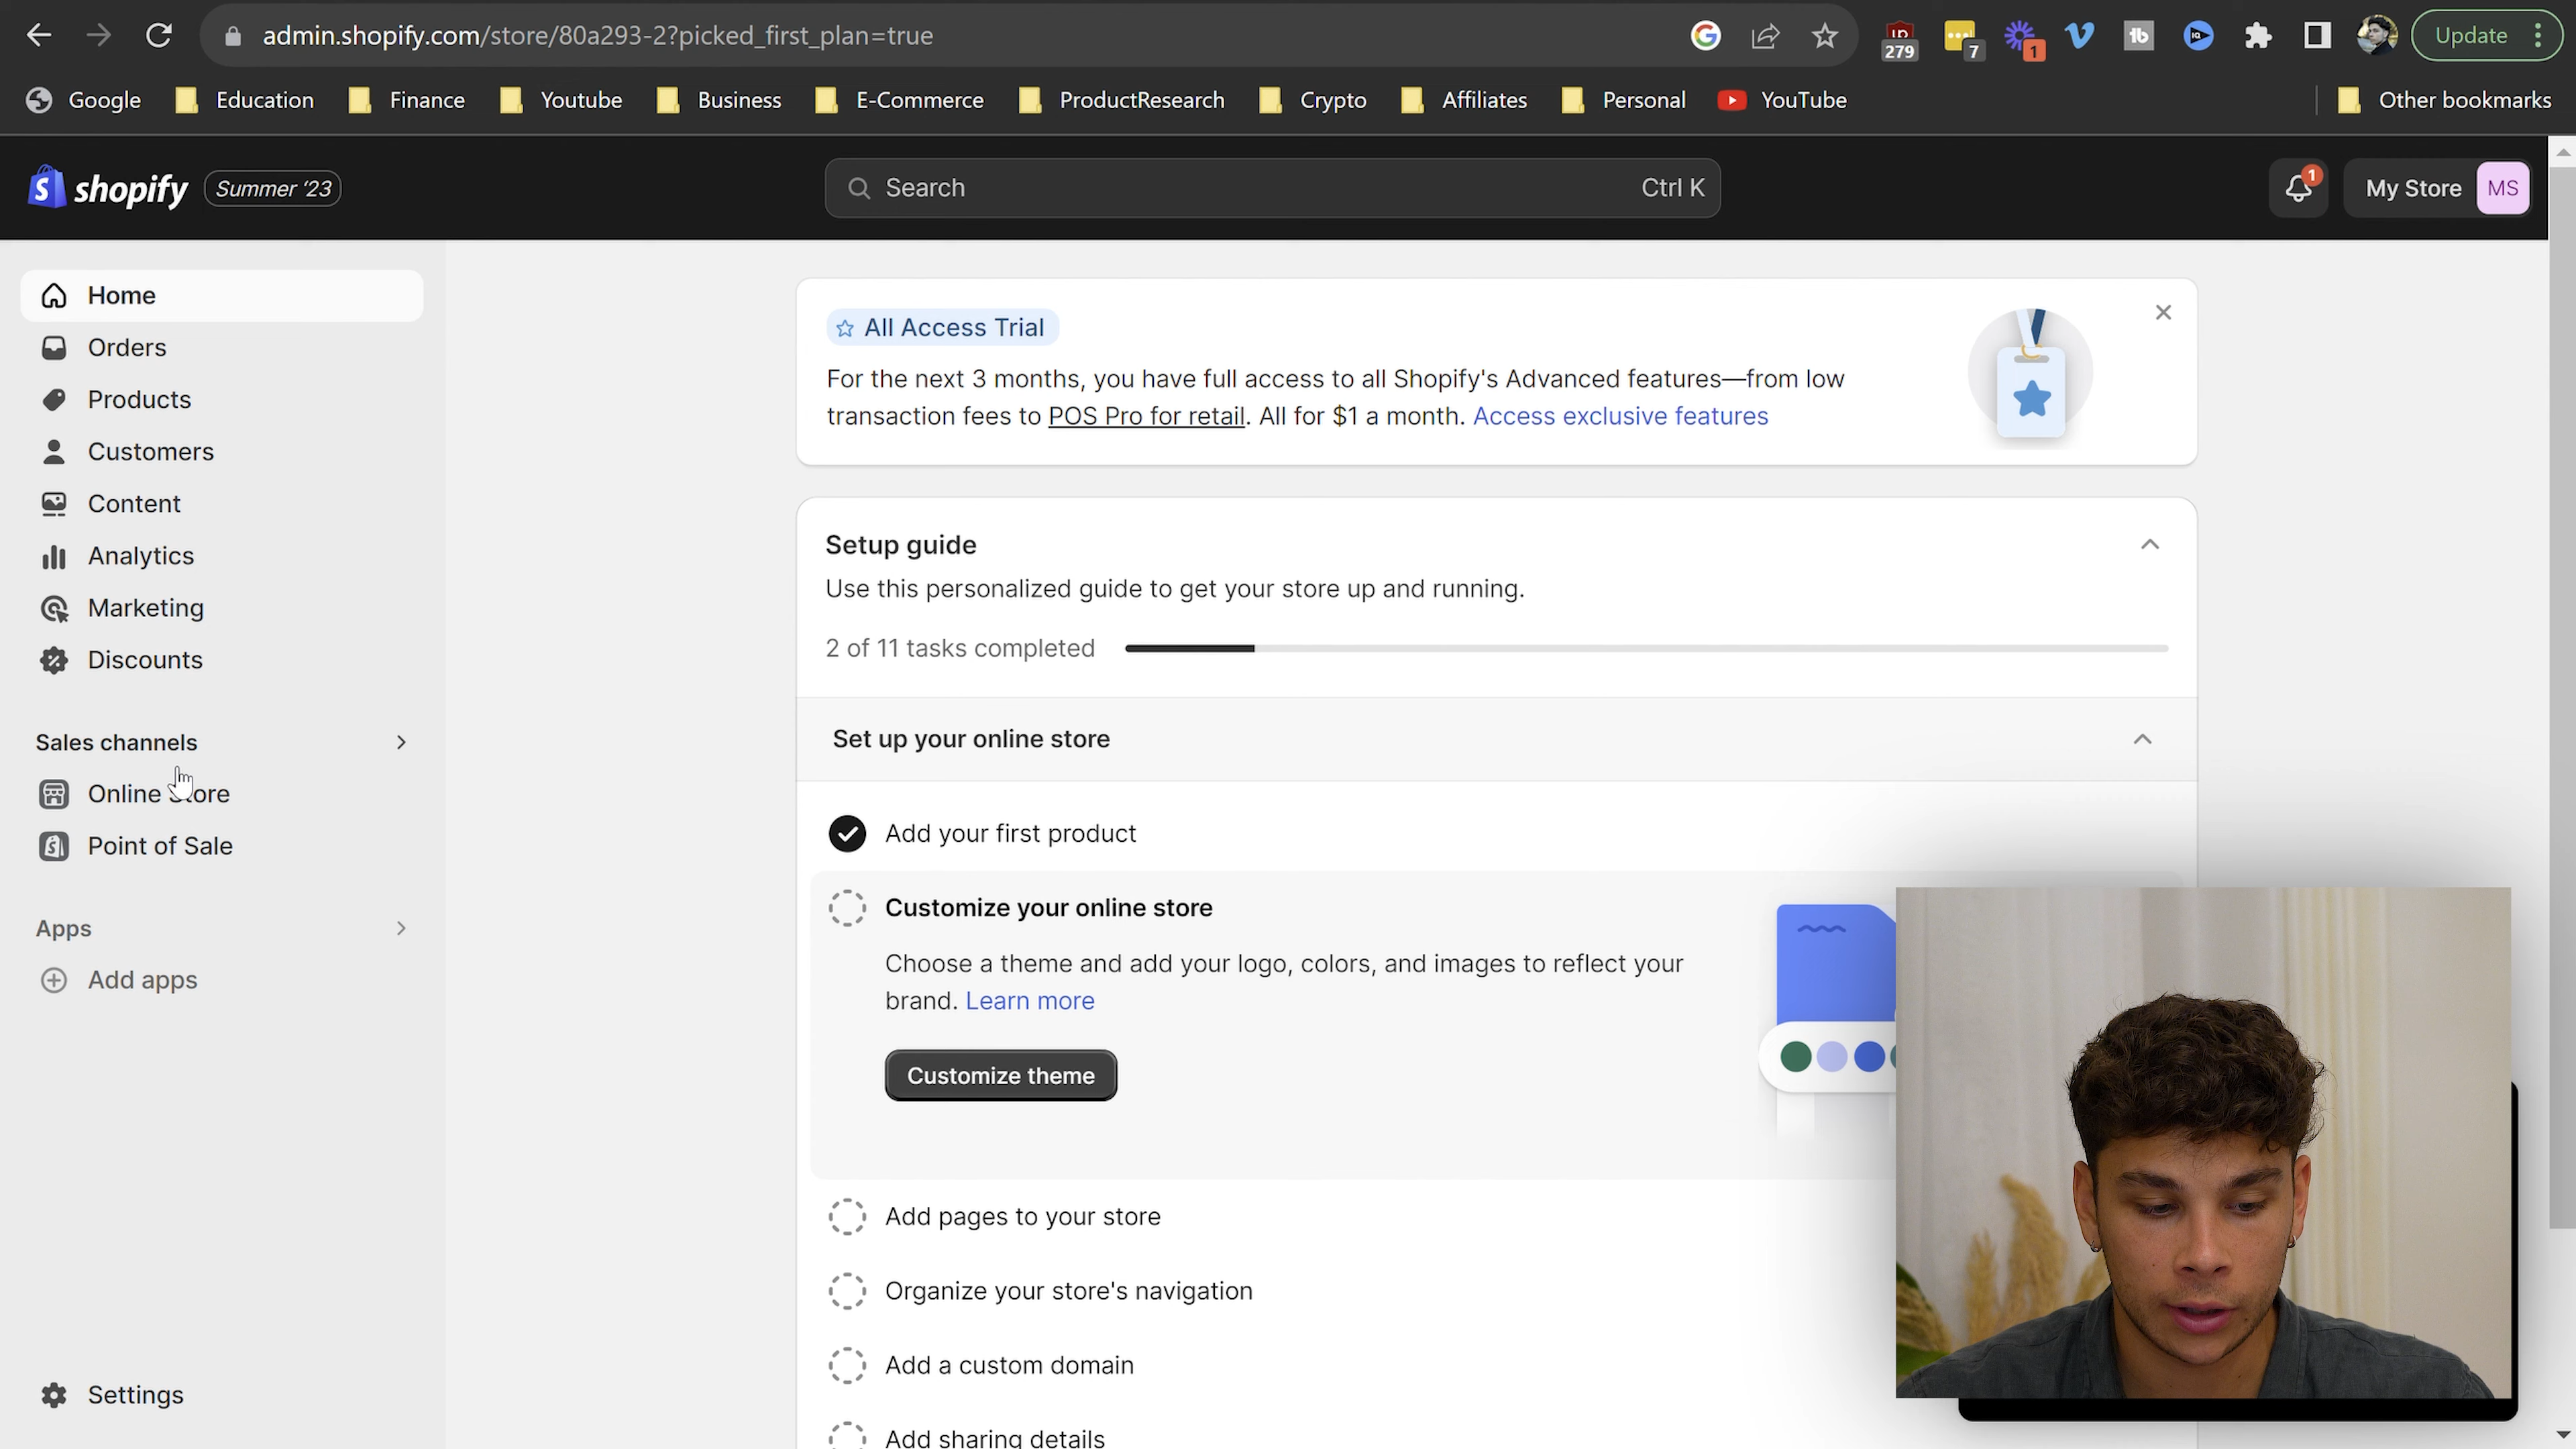 admin.shopify.com/store/80a293-2?picked_first_plan=true
279
7
1
Update
Google
Education
Finance
Youtube
Business
E-Commerce
ProductResearch
Crypto
Affiliates
Personal
YouTube
Other bookmarks
shopify
Summer '23
Search
Ctrl K
1
My Store
MS
Home
Orders
Products
Customers
Content
Analytics
Marketing
Discounts
Sales channels
Online Store
Point of Sale
Apps
Add apps
Settings
All Access Trial
For the next 3 months, you have full access to all Shopify's Advanced features—from low
transaction fees to POS Pro for retail. All for $1 a month. Access exclusive features
Setup guide
Use this personalized guide to get your store up and running.
2 of 11 tasks completed
Set up your online store
Add your first product
Customize your online store
Choose a theme and add your logo, colors, and images to reflect your
brand. Learn more
Customize theme
Add pages to your store
Organize your store's navigation
Add a custom domain
Add sharing details